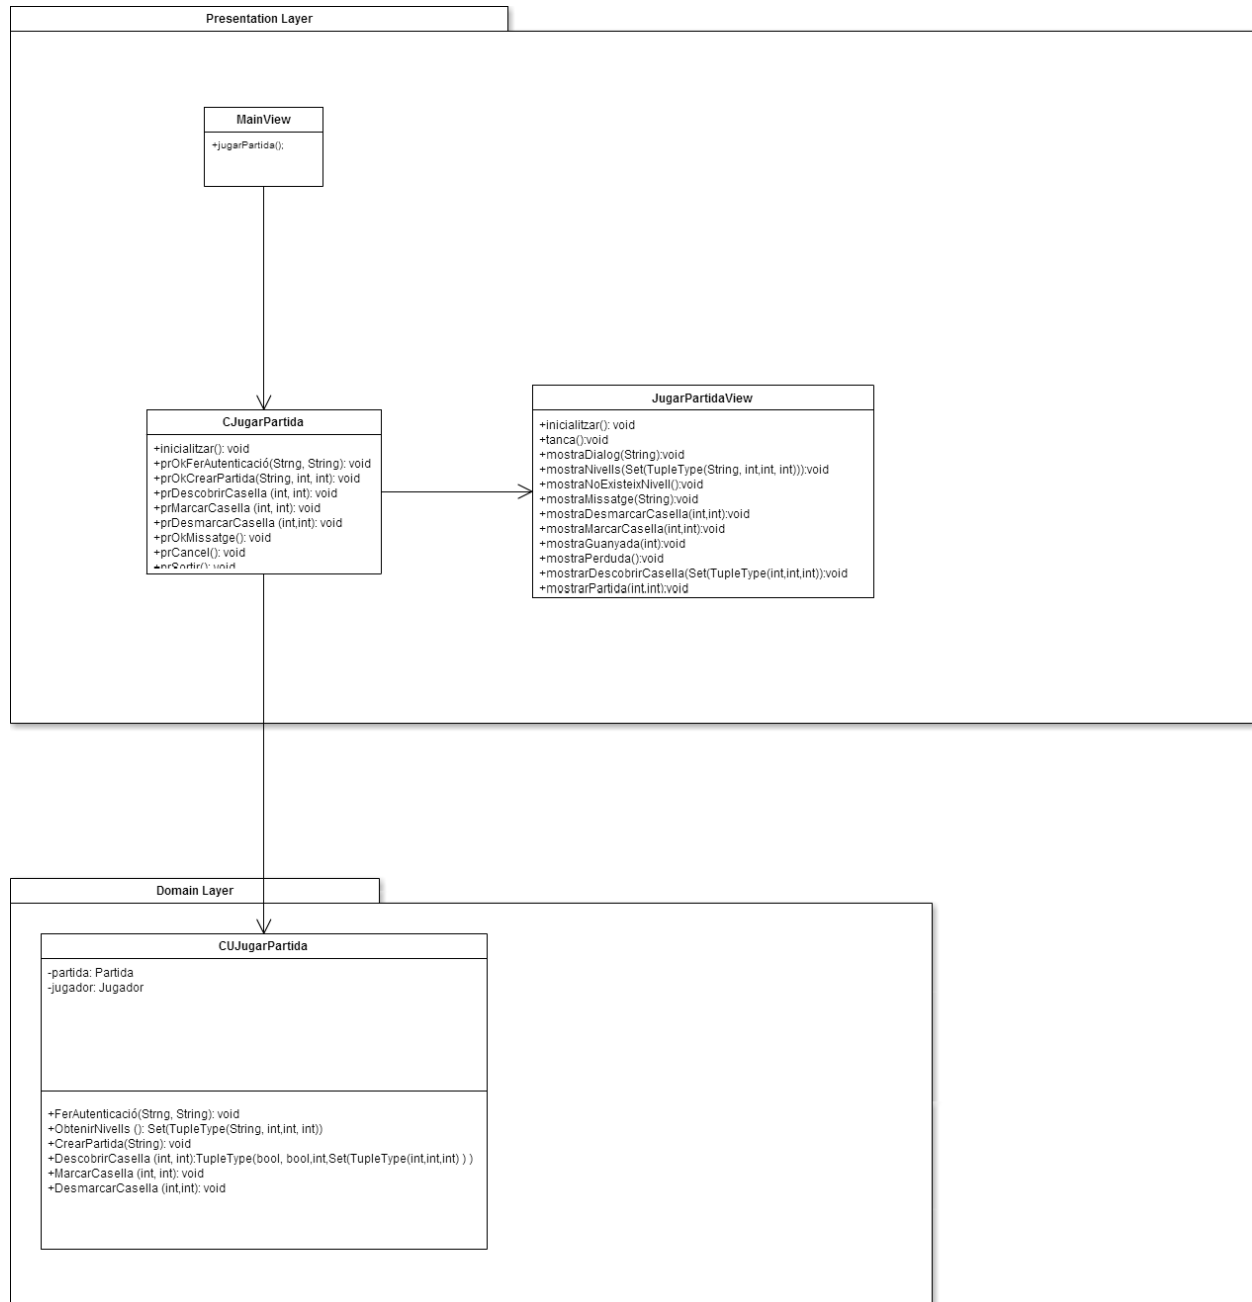 Presentation Layer
MainView
+jugarPartida();
CJugarPartida
+inicialitzar(): void
+prOkFerAutenticació(Strng, String): void
+prOkCrearPartida(String, int, int): void
+prDescobrirCasella (int, int): void
+prMarcarCasella (int, int): void
+prDesmarcarCasella (int,int): void
+prOkMissatge(): void
+prCancel(): void
+prSortir(): void
JugarPartidaView
+inicialitzar(): void
+tanca():void
+mostraDialog(String):void
+mostraNivells(Set(TupleType(String, int,int, int))):void
+mostraNoExisteixNivell():void
+mostraMissatge(String):void
+mostraDesmarcarCasella(int,int):void
+mostraMarcarCasella(int,int):void
+mostraGuanyada(int):void
+mostraPerduda():void
+mostrarDescobrirCasella(Set(TupleType(int,int,int)):void
+mostrarPartida(int,int):void
Domain Layer
CUJugarPartida
-partida: Partida
-jugador: Jugador
+FerAutenticació(Strng, String): void
+ObtenirNivells (): Set(TupleType(String, int,int, int))
+CrearPartida(String): void
+DescobrirCasella (int, int):TupleType(bool, bool,int,Set(TupleType(int,int,int) ) )
+MarcarCasella (int, int): void
+DesmarcarCasella (int,int): void